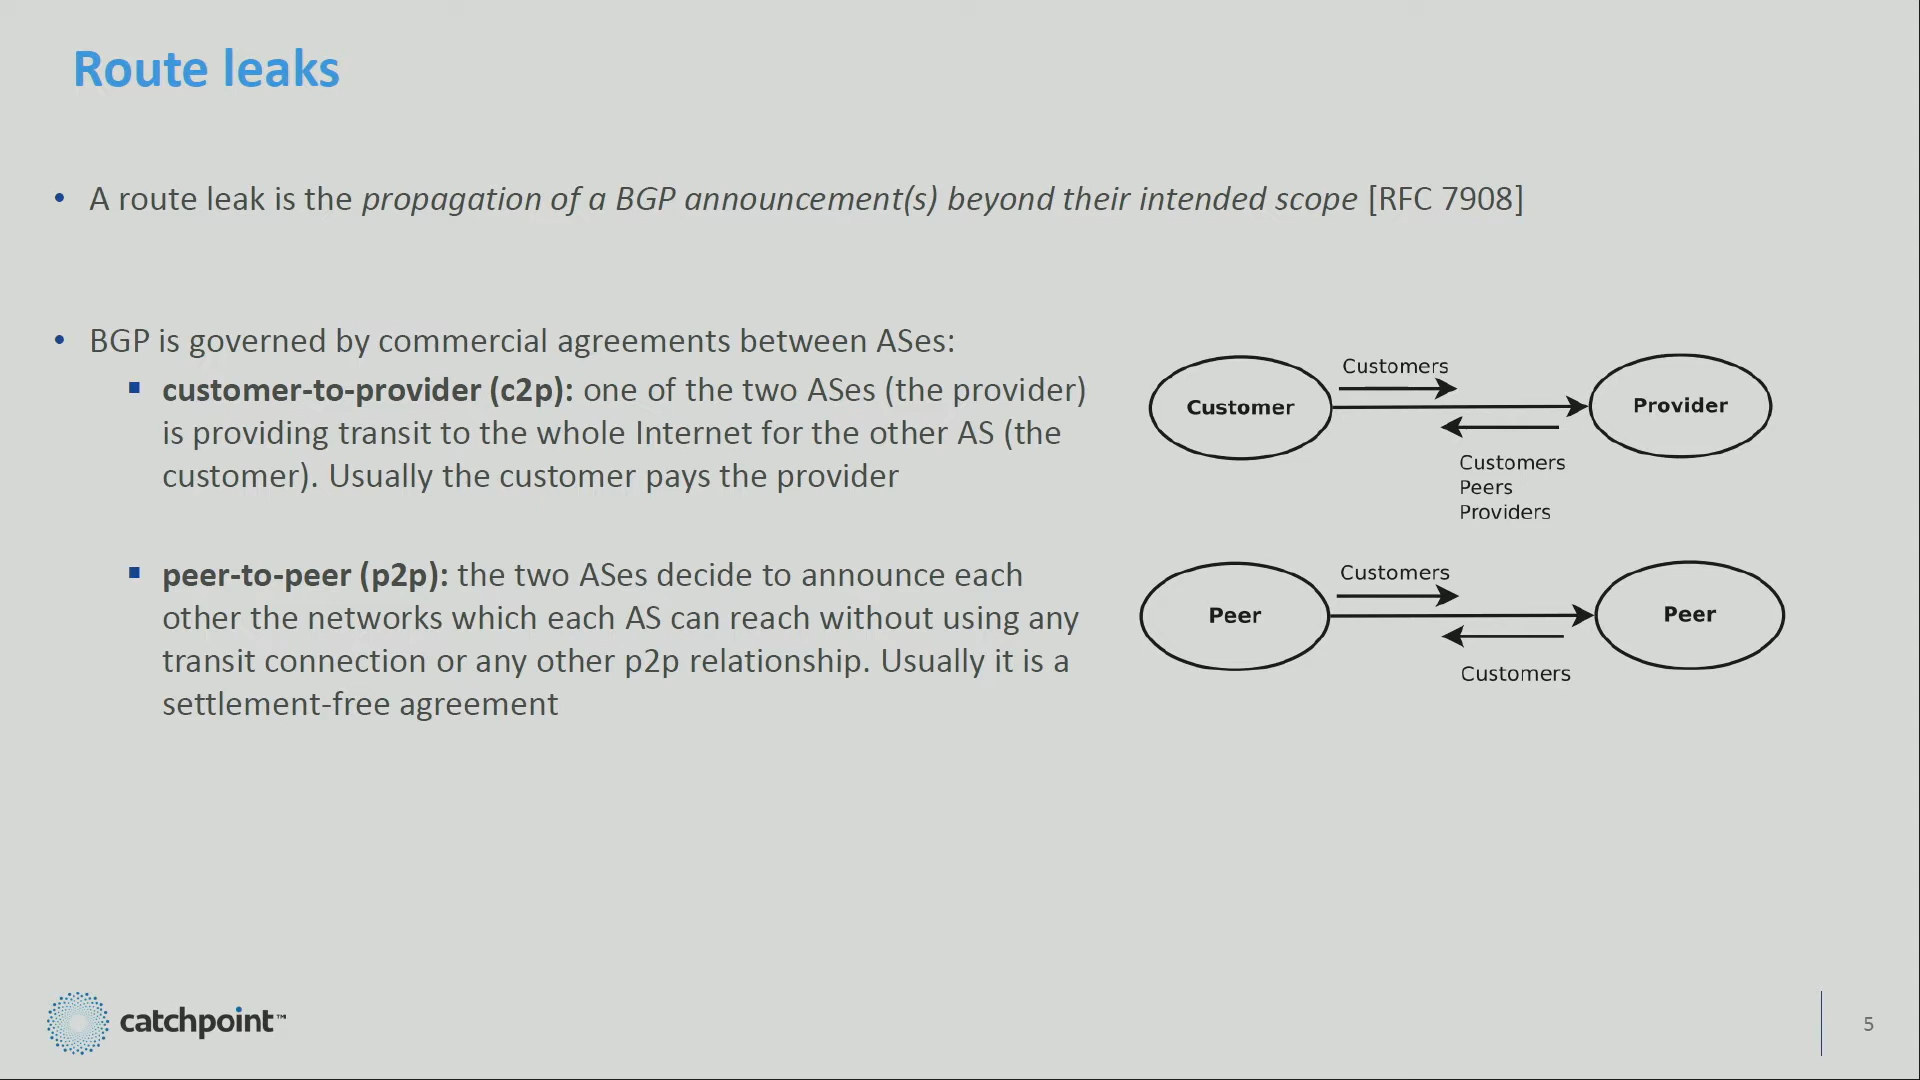 Route leaks
• A route leak is the propagation of a BGP announcement(s) beyond their intended scope [RFC 7908]
• BGP is governed by commercial agreements between ASes:
▪ customer-to-provider (c2p): one of the two ASes (the provider)
is providing transit to the whole Internet for the other AS (the
customer). Usually the customer pays the provider
▪ peer-to-peer (p2p): the two ASes decide to announce each
other the networks which each AS can reach without using any
transit connection or any other p2p relationship. Usually it is a
settlement-free agreement
Customers
Customer
Provider
Customers
Peers
Providers
Customers
Peer
Peer
Customers
catchpoint™
5